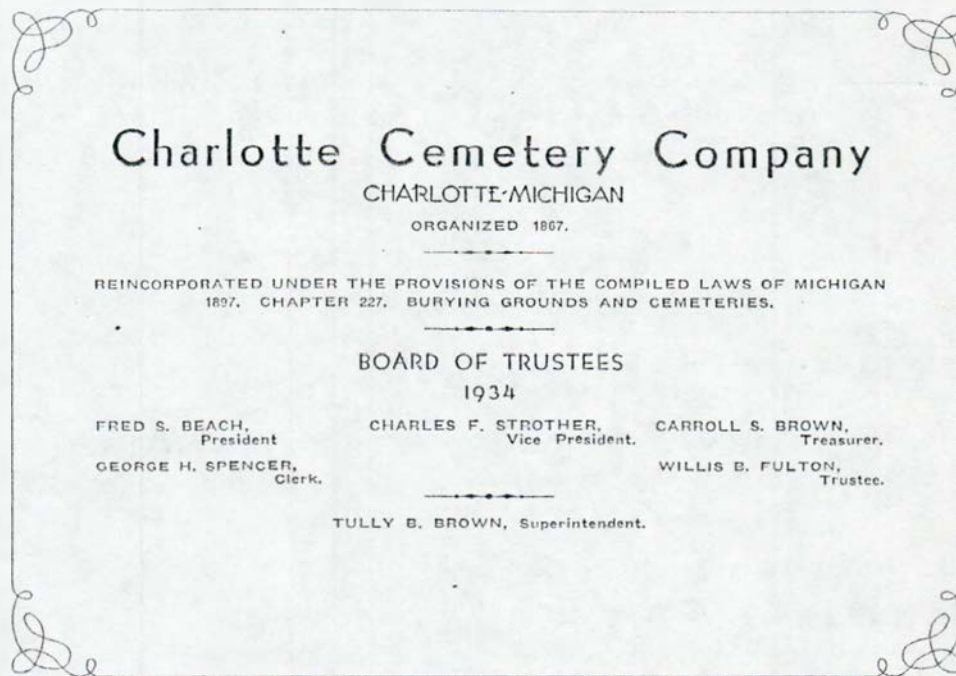 Charlotte Cemetery Company
CHARLOTTE-MICHIGAN
ORGANIZED 1867.
REINCORPORATED UNDER THE PROVISIONS OF THE COMPILED LAWS OF MICHIGAN
1897. CHAPTER 227. BURYING GROUNDS AND CEMETERIES.
BOARD OF TRUSTEES
1934
FRED S. BEACH,
President
CHARLES F. STROTHER,
Vice President.
CARROLL S. BROWN,
Treasurer.
GEORGE H. SPENCER,
Clerk.
WILLIS B. FULTON,
Trustee.
TULLY B. BROWN, Superintendent.